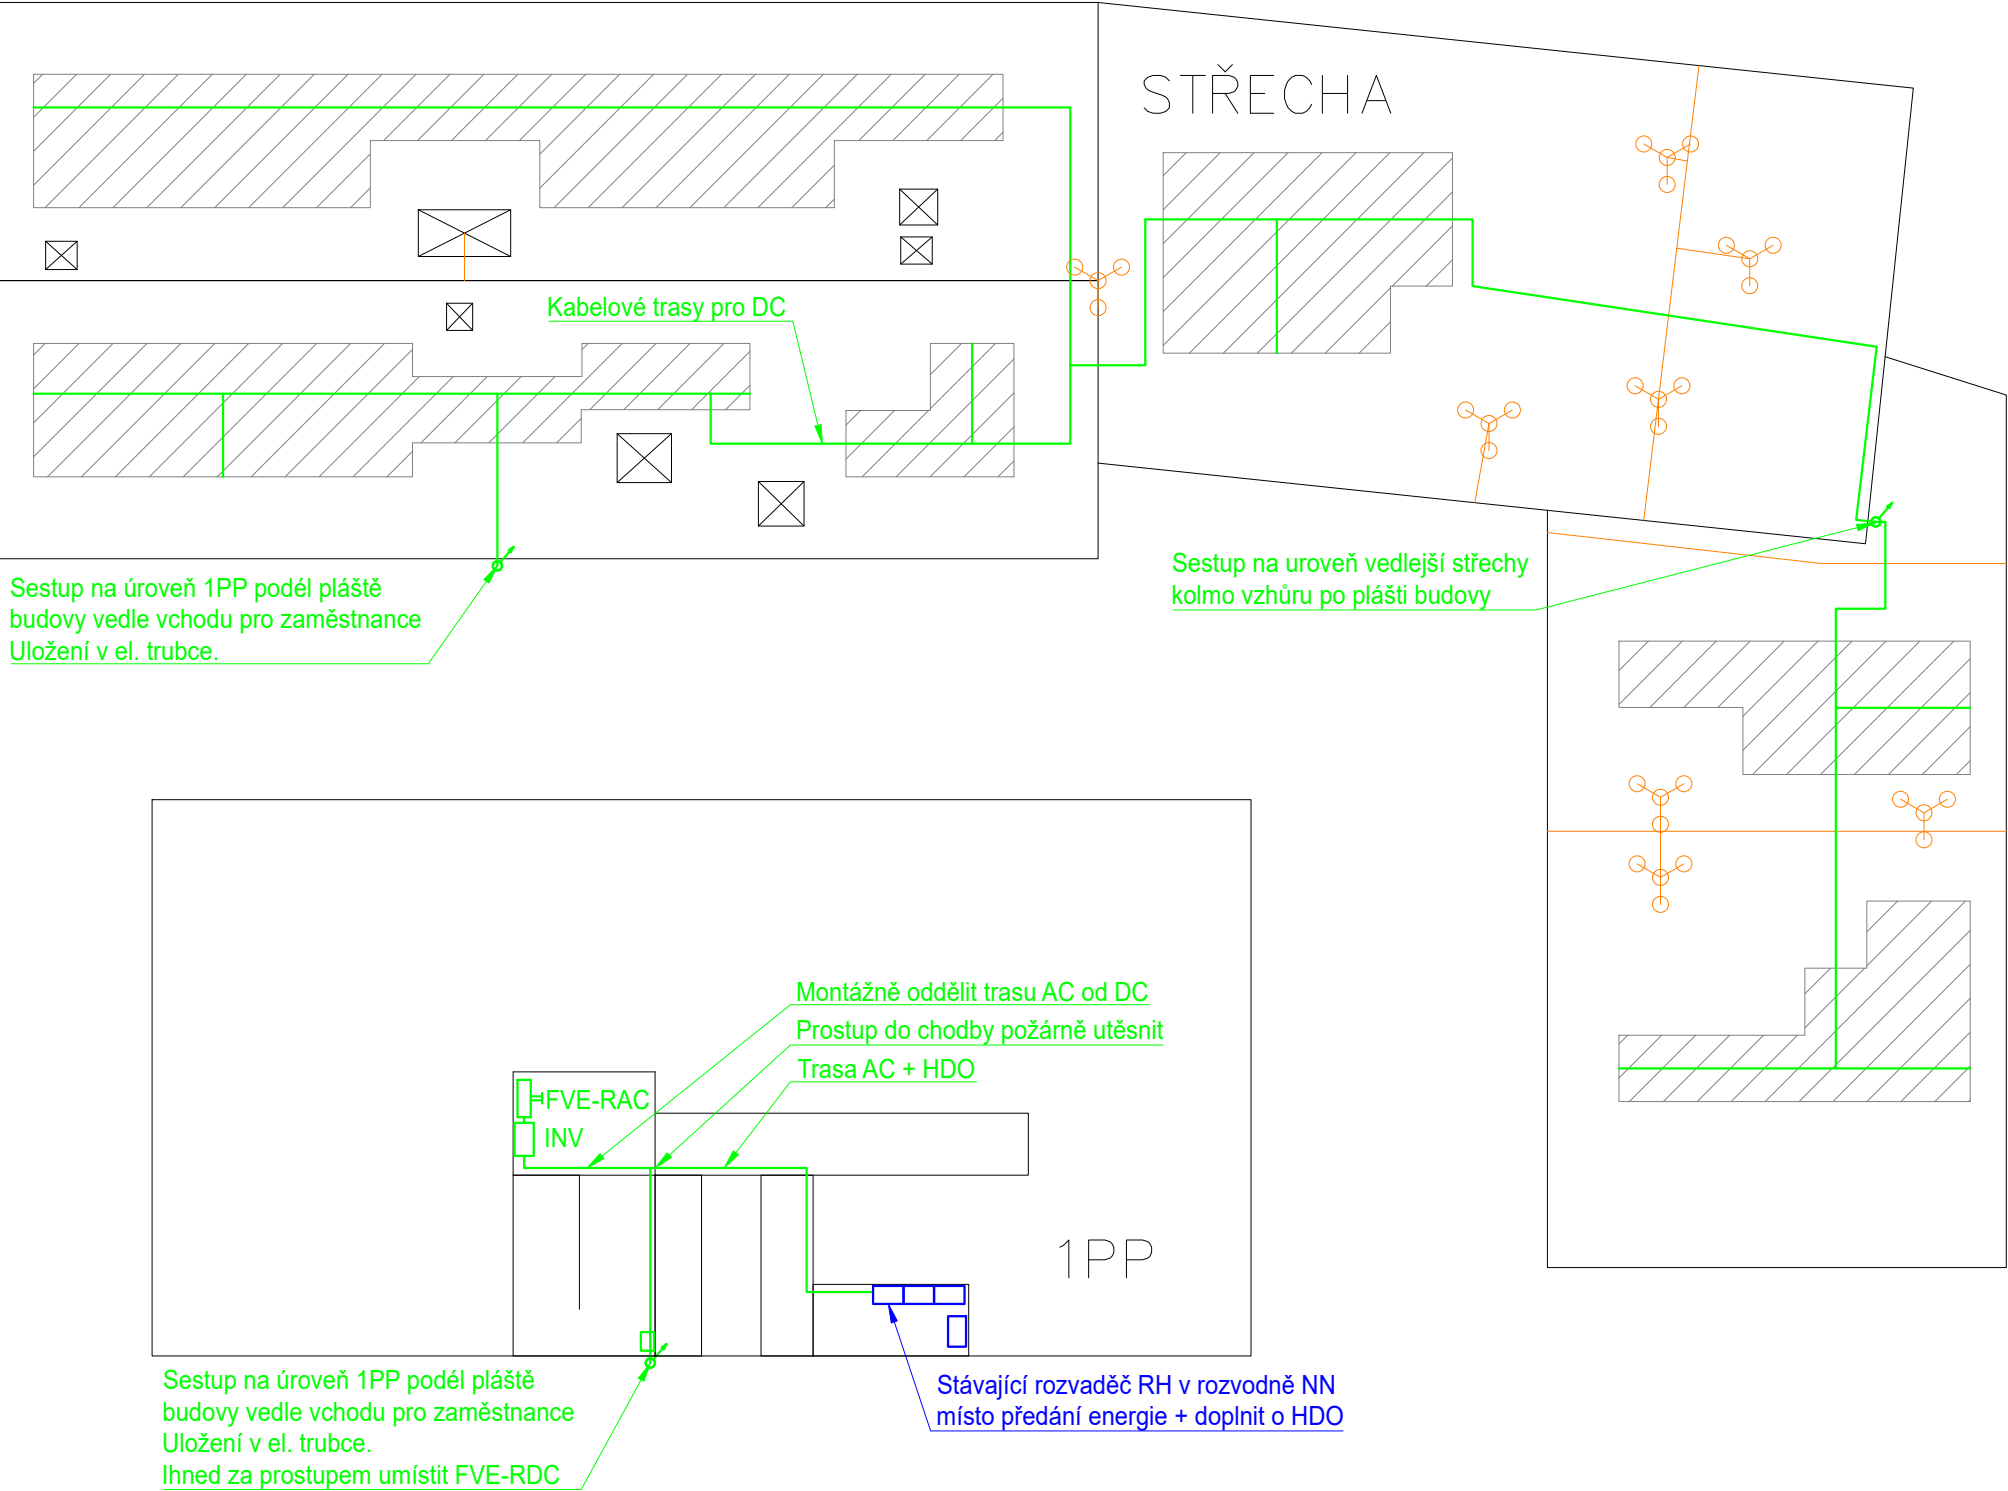 STŘECHA
Kabelové trasy pro DC
Sestup na úroveň 1PP podél pláště
budovy vedle vchodu pro zaměstnance
Uložení v el. trubce.
Sestup na uroveň vedlejší střechy
kolmo vzhůru po plášti budovy
Montážně oddělit trasu AC od DC
Prostup do chodby požárně utěsnit
Trasa AC + HDO
FVE-RAC
INV
1PP
Sestup na úroveň 1PP podél pláště
budovy vedle vchodu pro zaměstnance
Uložení v el. trubce.
Ihned za prostupem umístit FVE-RDC
Stávající rozvaděč RH v rozvodně NN
místo předání energie + doplnit o HDO